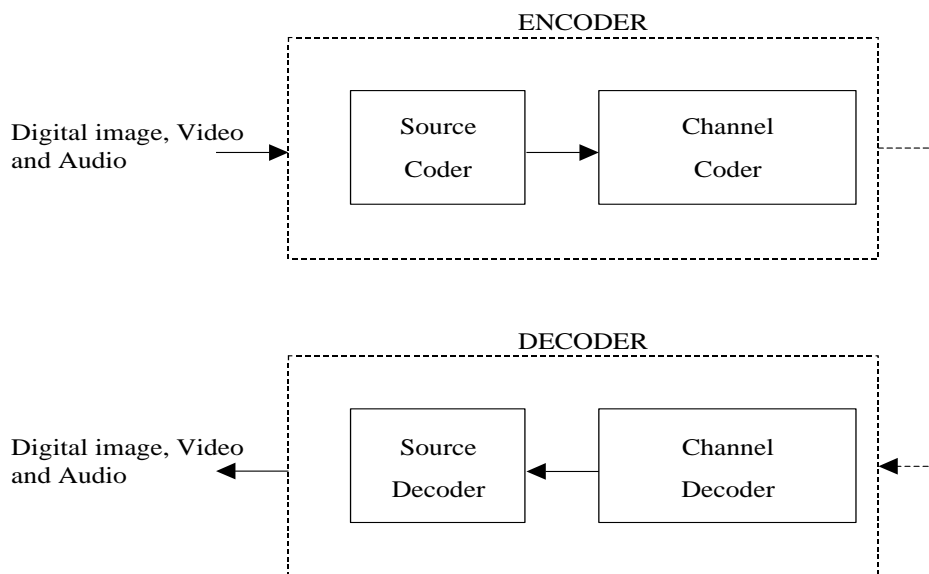 ENCODER
Digital image, Video
and Audio
Source
Coder
Channel
Coder
DECODER
Digital image, Video
and Audio
Source
Decoder
Channel
Decoder